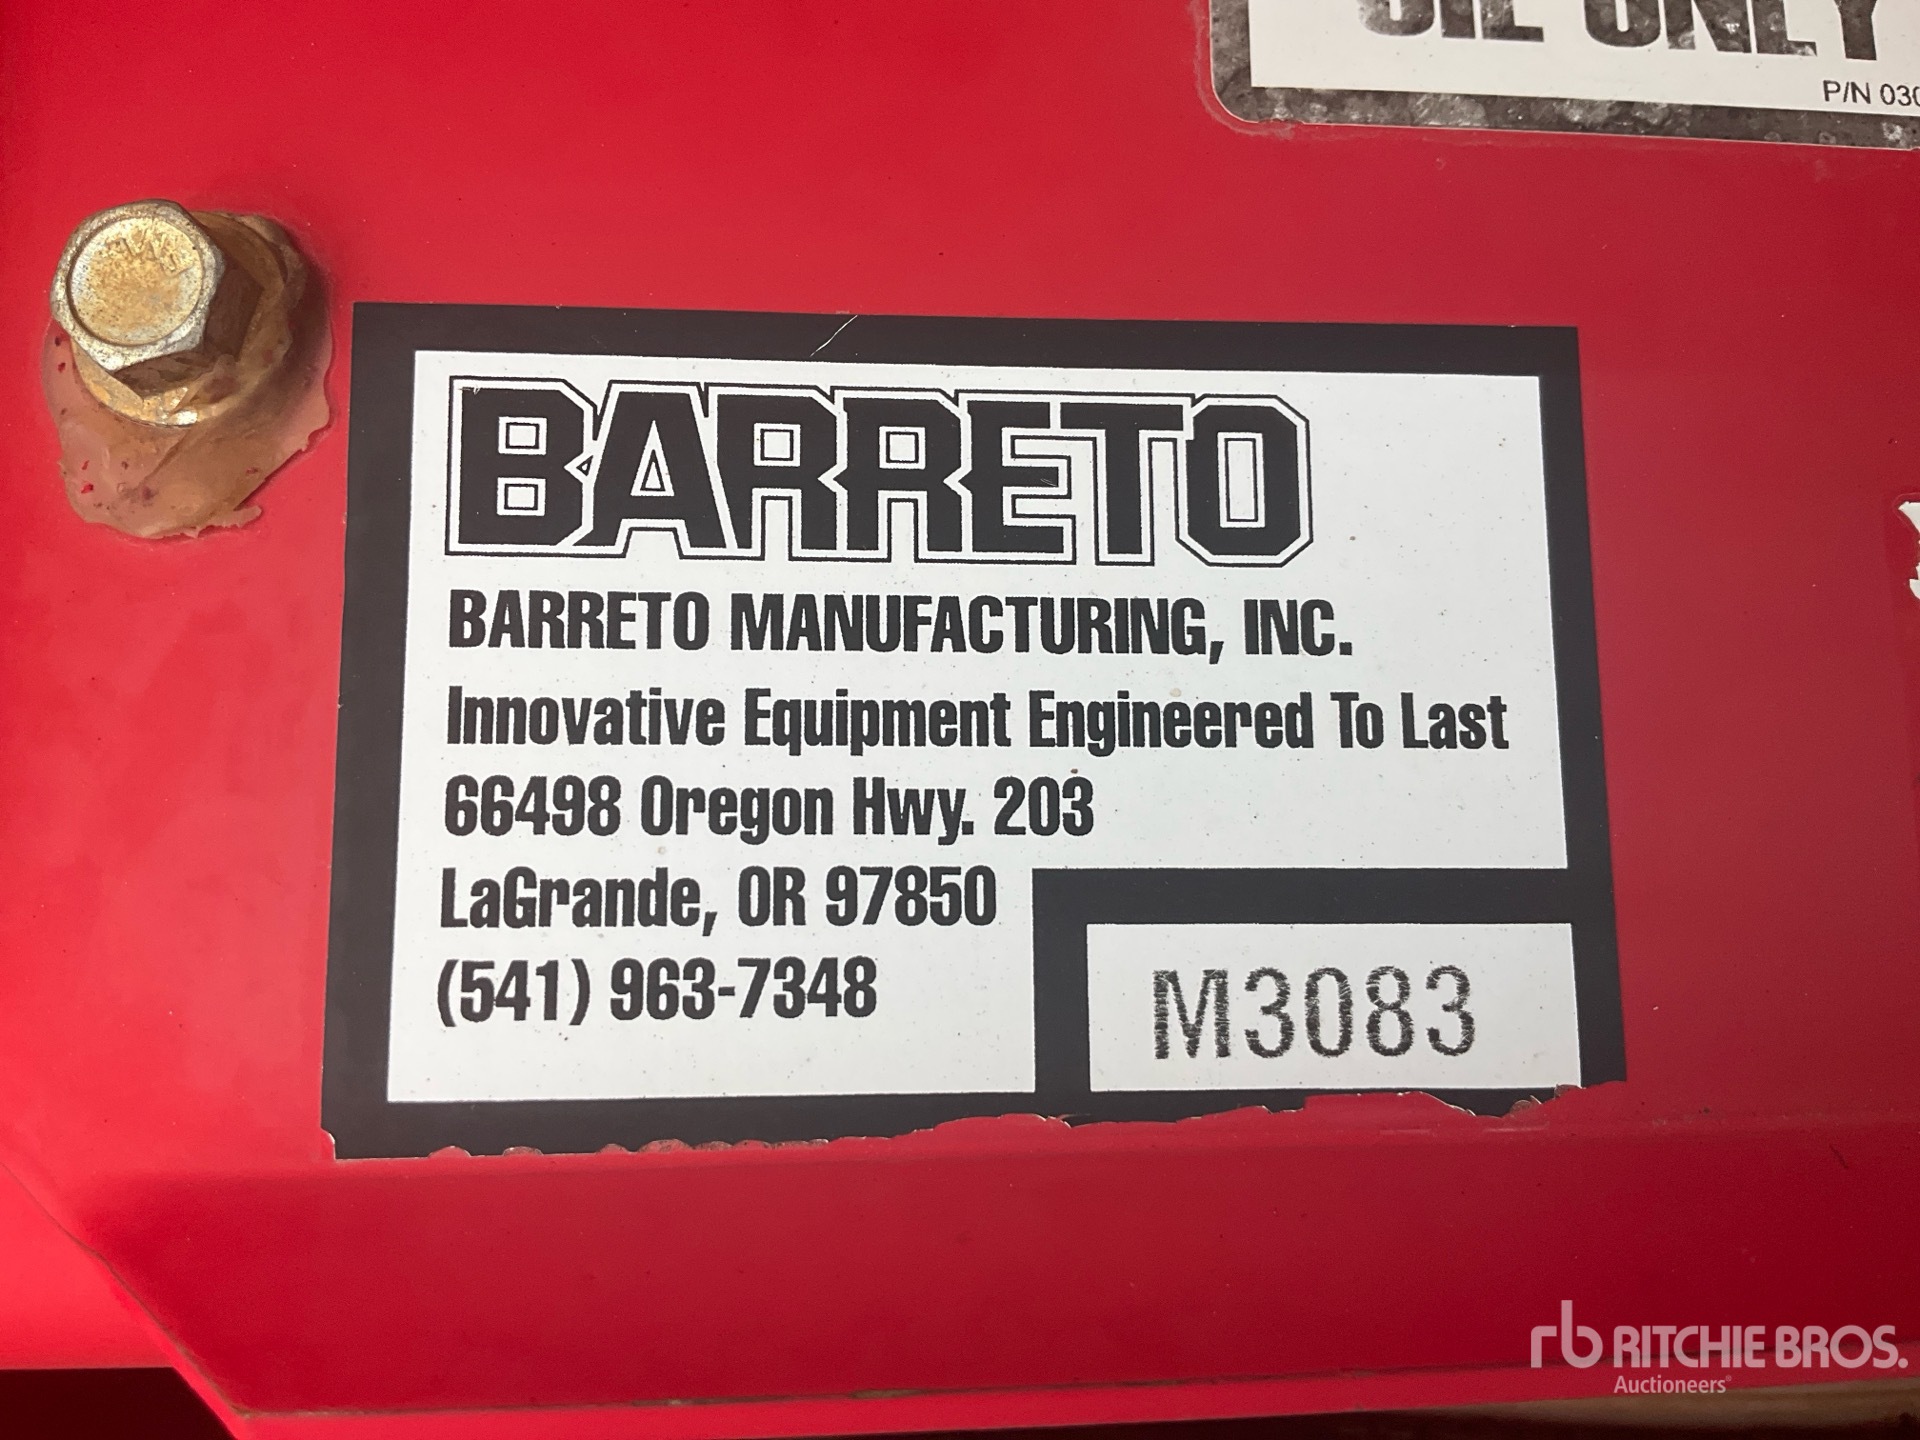 ONLY
P/N 030
BARRETO
BARRETO MANUFACTURING, INC.
Innovative Equipment Engineered To Last
66498 Oregon Hwy. 203
LaGrande, OR 97850
(541) 963-7348
M3083
rb RITCHIE BROS.
Auctioneers